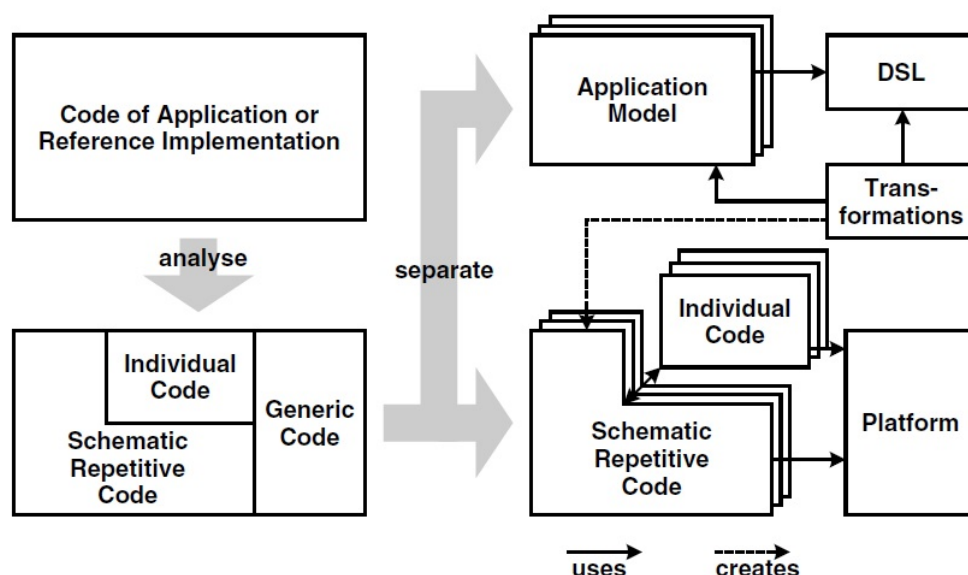 Code of Application or
Reference Implementation
analyse
Individual
Code
Schematic
Repetitive
Code
Generic
Code
separate
Application
Model
DSL
Trans-
formations
Individual
Code
Schematic
Repetitive
Code
Platform
uses
creates